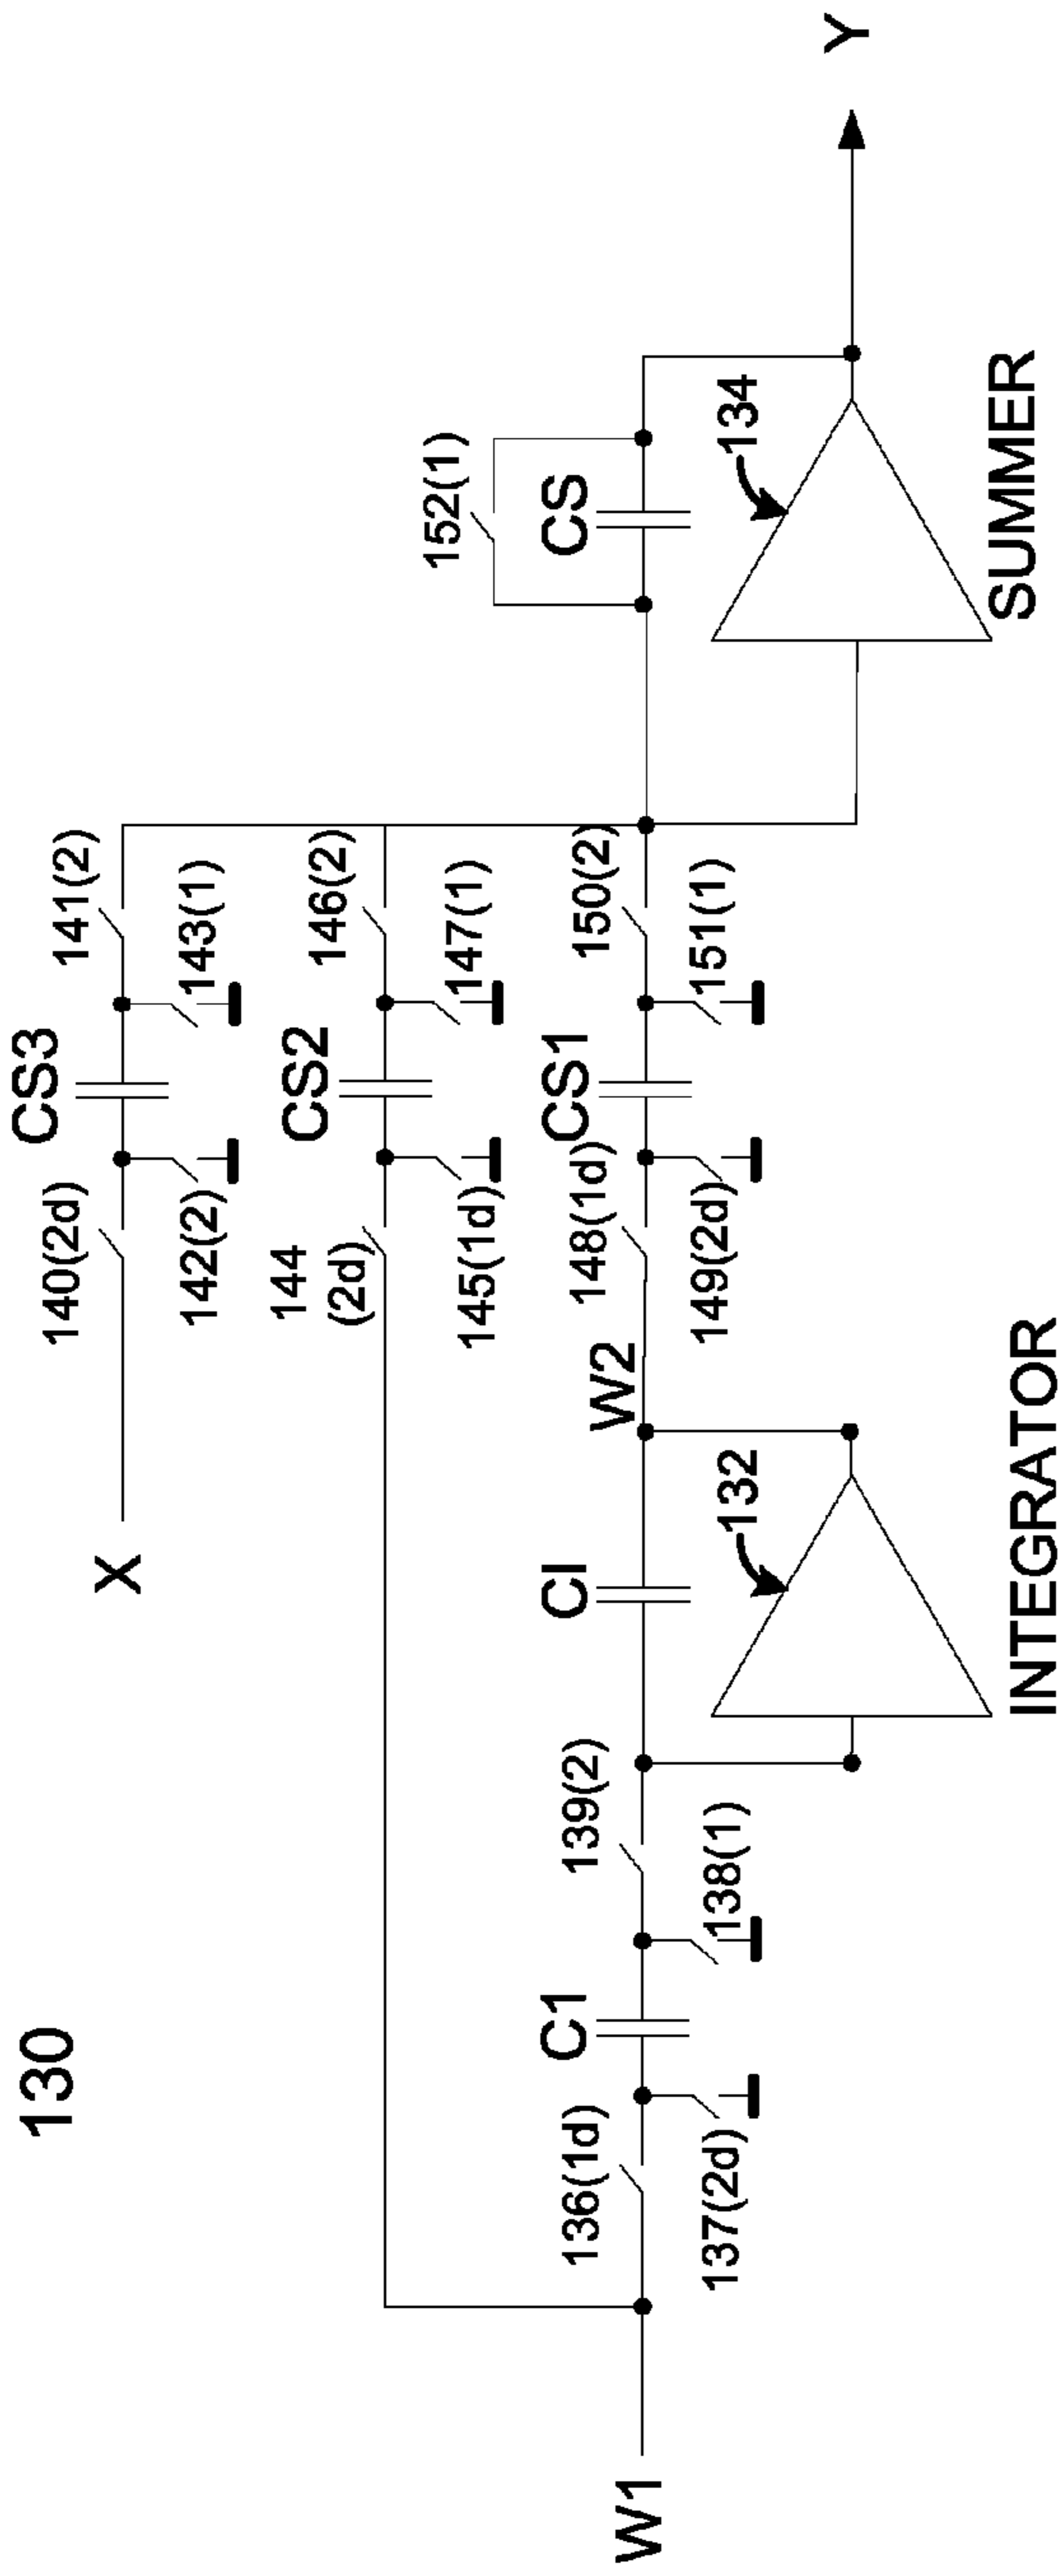 130
X
140(2d)
142(2)
CS3
141(2)
143(1)
144
(2d)
145(1d)
CS2
146(2)
147(1)
W1
136(1d)
137(2d)
C1
138(1)
139(2)
CI
132
INTEGRATOR
W2
148(1d)
149(2d)
CS1
150(2)
151(1)
152(1)
CS
134
SUMMER
Y